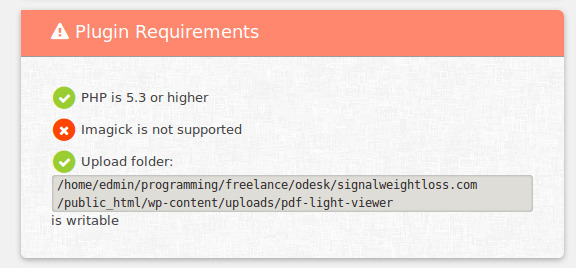 Plugin Requirements
PHP is 5.3 or higher
Imagick is not supported
Upload folder:
/home/edmin/programming/freelance/odesk/signalweightloss.com
/public_html/wp-content/uploads/pdf-light-viewer
is writable